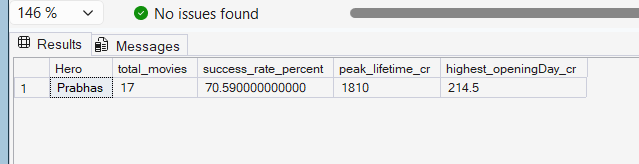 146 % No issues found
Results Messages
Hero total_movies success_rate_percent peak_lifetime_cr highest_openingDay_cr
1 Prabhas 17 70.590000000000 1810 214.5